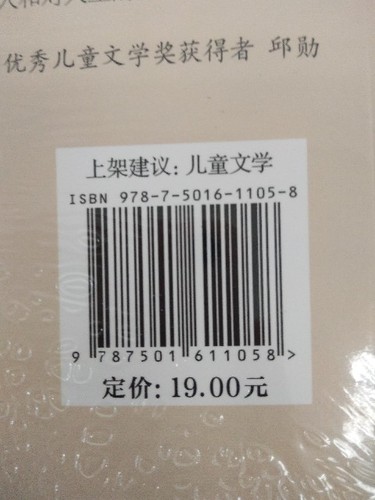 优秀儿童文学奖获得者 邱勋
上架建议：儿童文学
ISBN 978-7-5016-1105-8
9 787501 611058 >
定价：19.00元